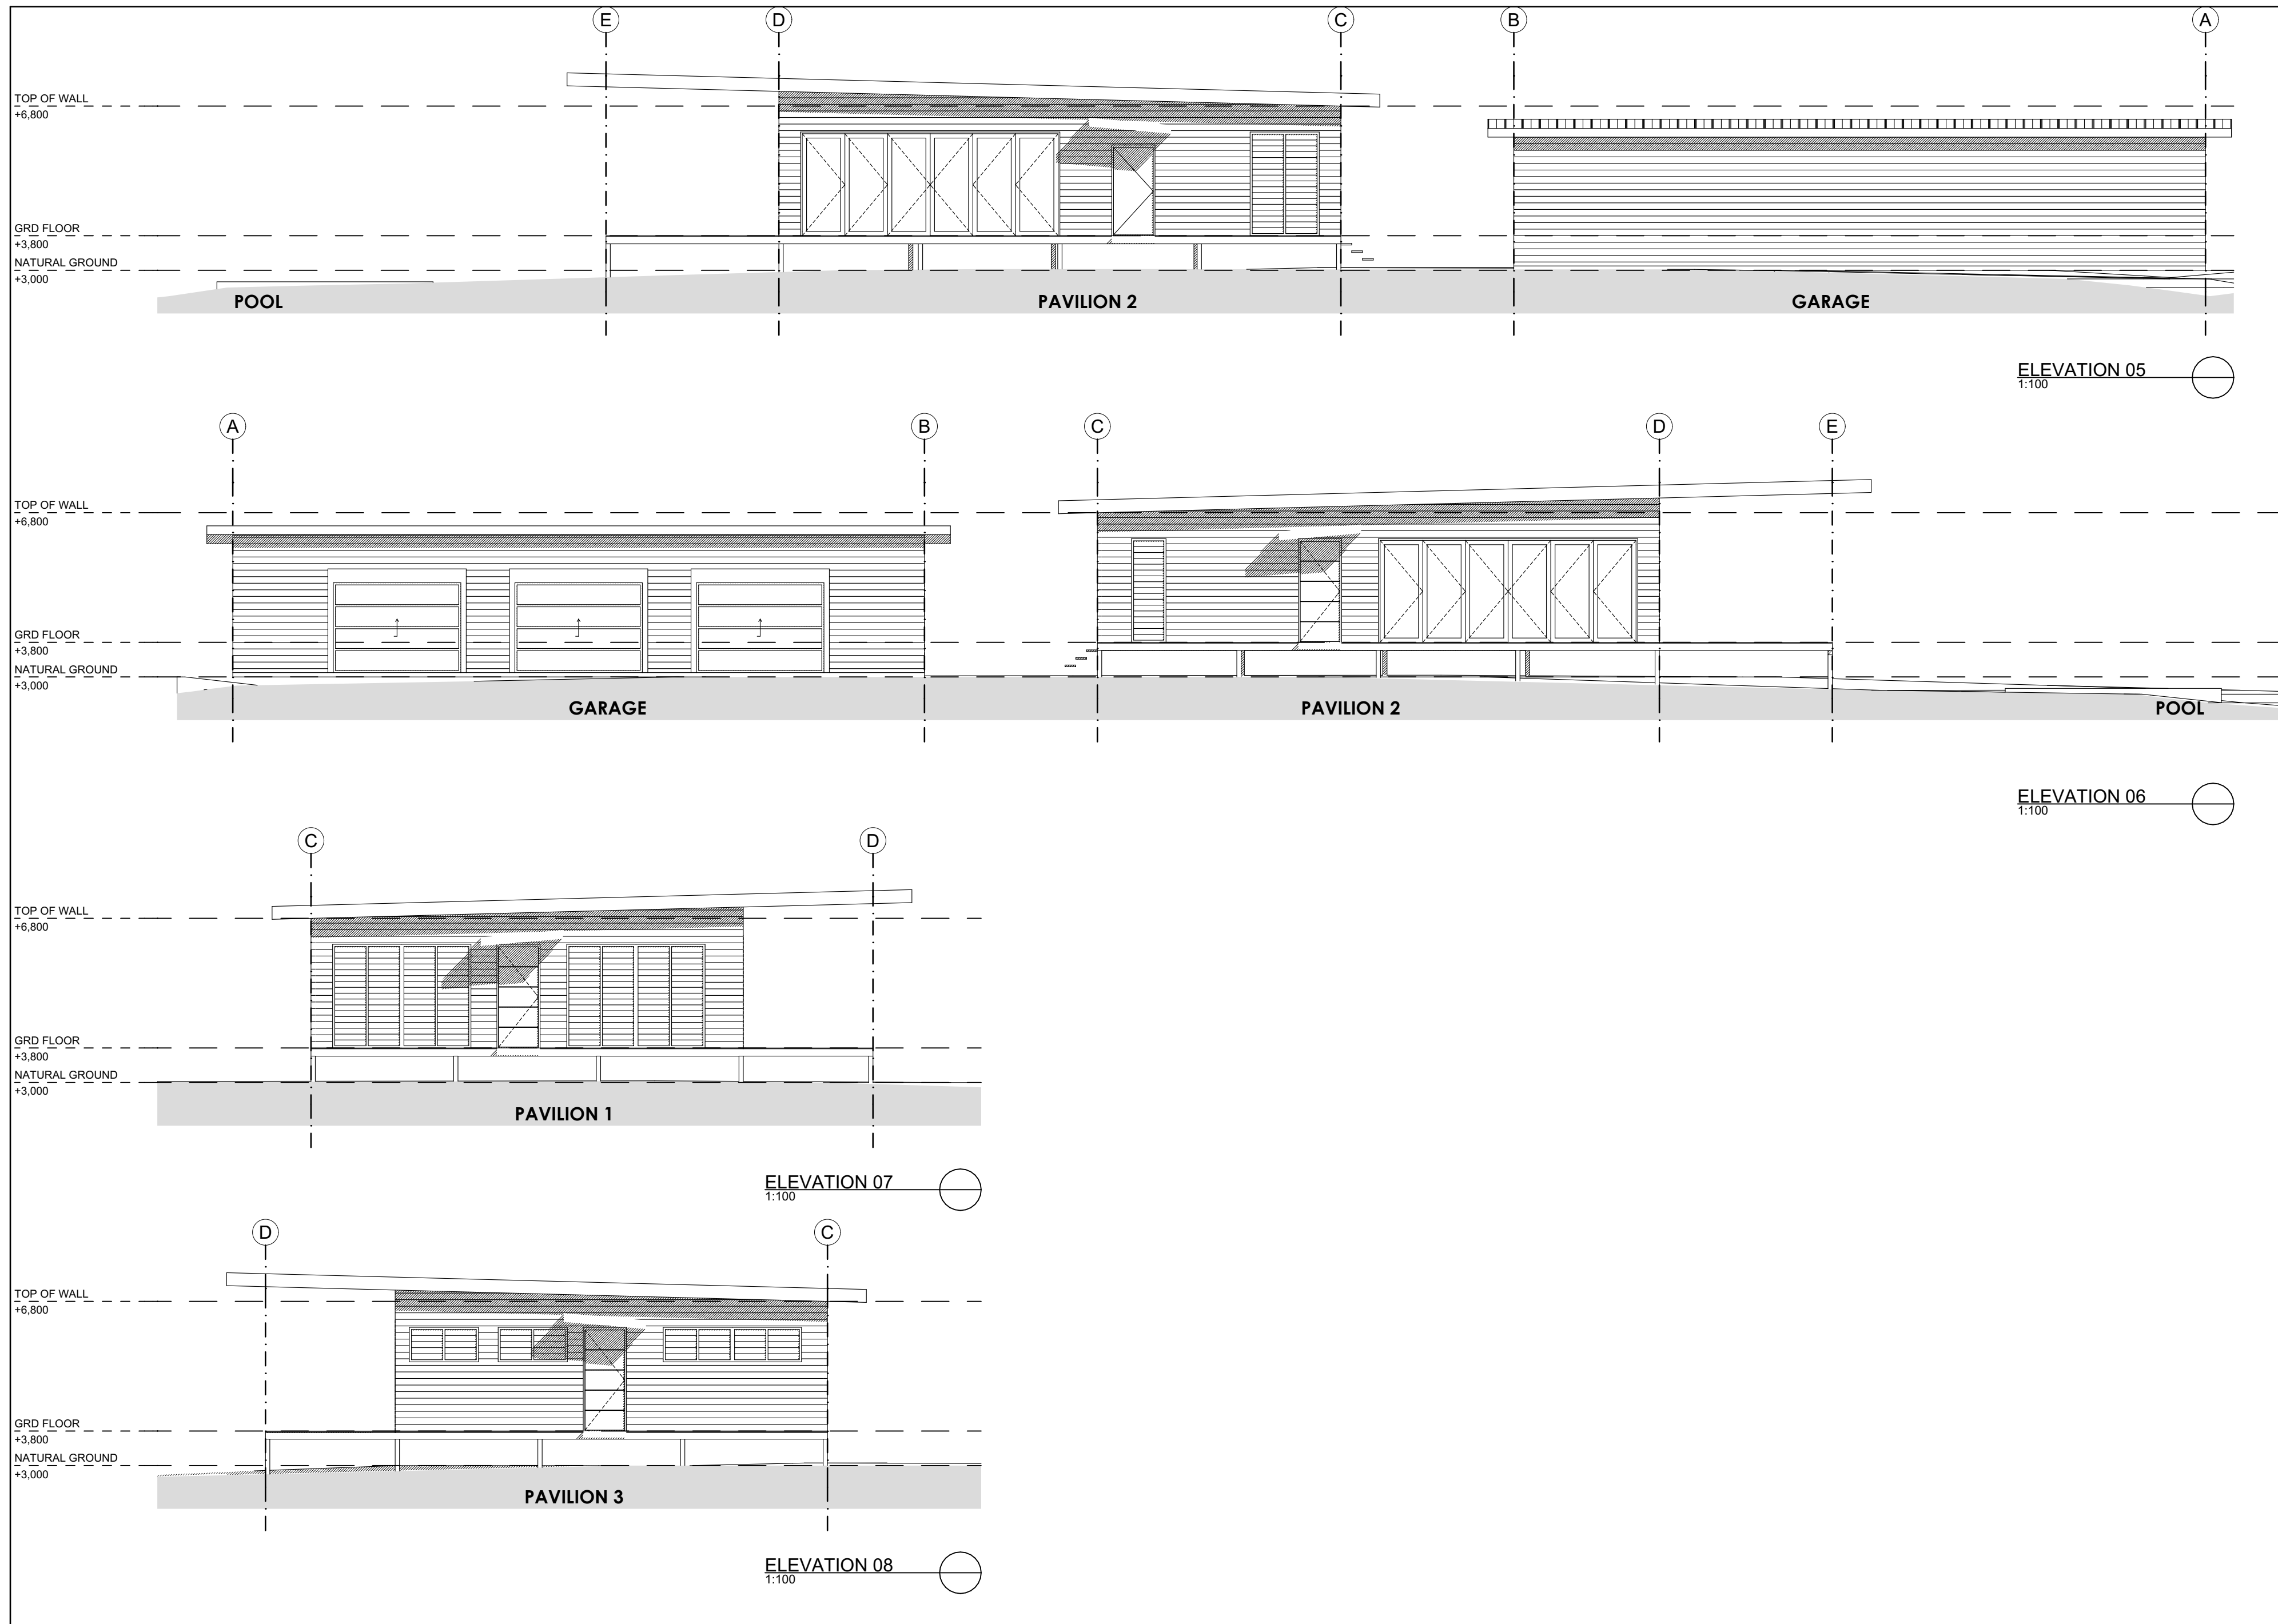 E D C B A
TOP OF WALL
+6,800
GRD FLOOR
+3,800
NATURAL GROUND
+3,000
POOL PAVILION 2 GARAGE
ELEVATION 05
1:100
A B C D E
TOP OF WALL
+6,800
GRD FLOOR
+3,800
NATURAL GROUND
+3,000
GARAGE PAVILION 2 POOL
ELEVATION 06
1:100
C D
TOP OF WALL
+6,800
GRD FLOOR
+3,800
NATURAL GROUND
+3,000
PAVILION 1
ELEVATION 07
1:100
D C
TOP OF WALL
+6,800
GRD FLOOR
+3,800
NATURAL GROUND
+3,000
PAVILION 3
ELEVATION 08
1:100